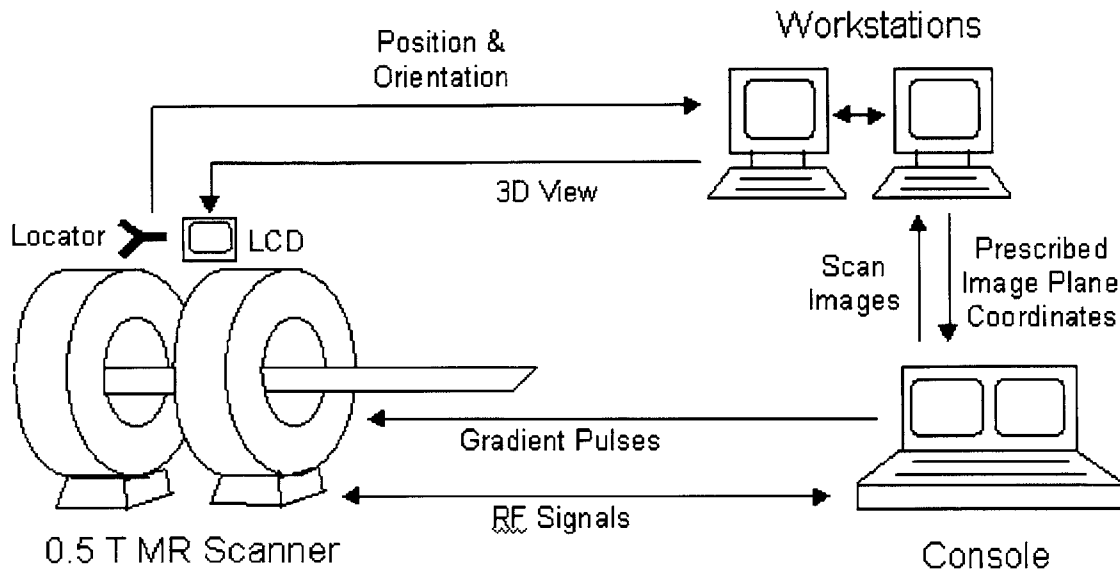 Workstations
Position &
Orientation
3D View
Locator
LCD
Scan
Images
Prescribed
Image Plane
Coordinates
Gradient Pulses
RF Signals
0.5 T MR Scanner
Console